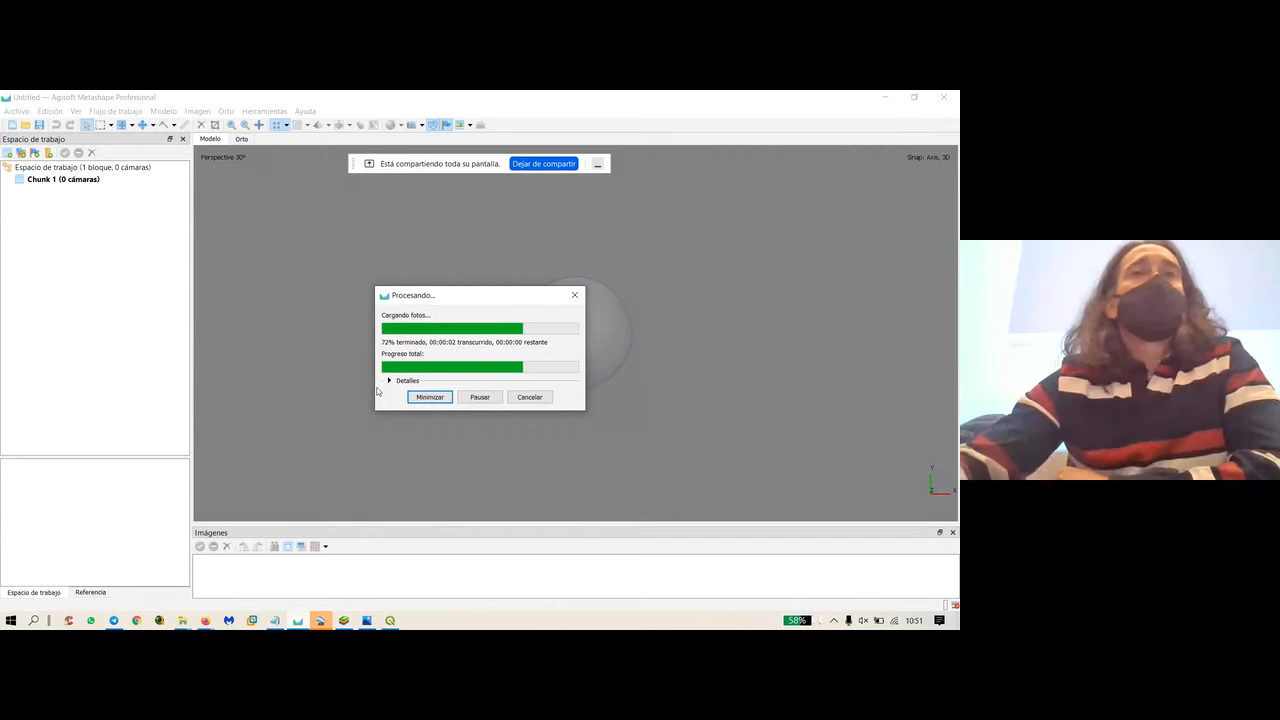 Untitled — Agisoft Metashape Professional
Archivo Edición Ver Flujo de trabajo Modelo Imagen Orto Herramientas Ayuda
Espacio de trabajo
Modelo Orto
Perspective 30°
Está compartiendo toda su pantalla. Dejar de compartir
Snap: Axis, 3D
Espacio de trabajo (1 bloque, 0 cámaras)
Chunk 1 (0 cámaras)
Procesando...
Cargando fotos...
72% terminado, 00:00:02 transcurrido, 00:00:00 restante
Progreso total:
Detalles
Minimizar Pausar Cancelar
Y
Z X
Imágenes
Espacio de trabajo Referencia
58%
10:51